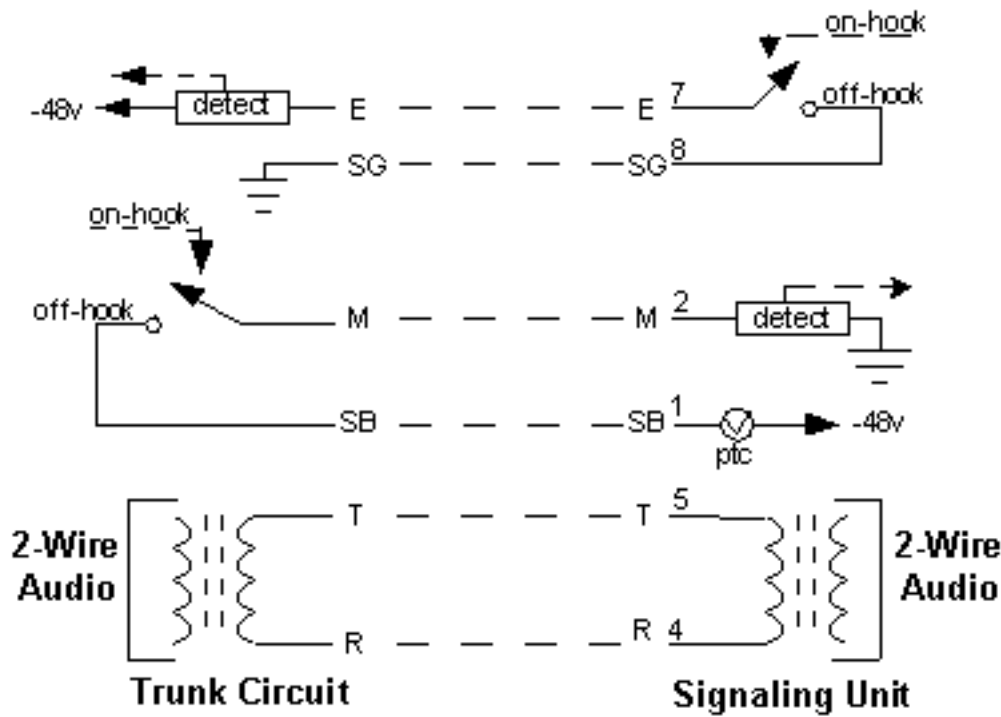 on-hook
-48v
detect
E
E
7
off-hook
SG
SG
8
on-hook
off-hook
M
M
2
detect
SB
SB
1
ptc
-48v
2-Wire
Audio
T
T
5
2-Wire
Audio
R
R
4
Trunk Circuit
Signaling Unit